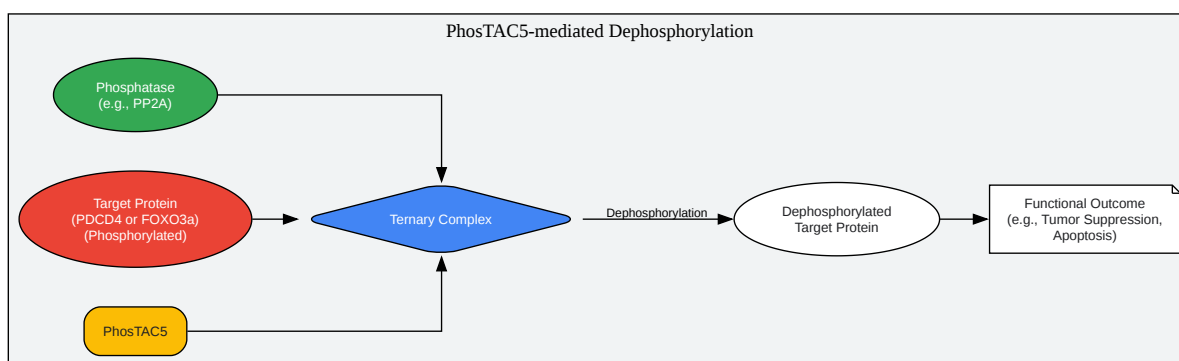 PhosTAC5-mediated Dephosphorylation
Phosphatase
(e.g., PP2A)
Target Protein
(PDCD4 or FOXO3a)
(Phosphorylated)
PhosTAC5
Ternary Complex
Dephosphorylation
Dephosphorylated
Target Protein
Functional Outcome
(e.g., Tumor Suppression,
Apoptosis)